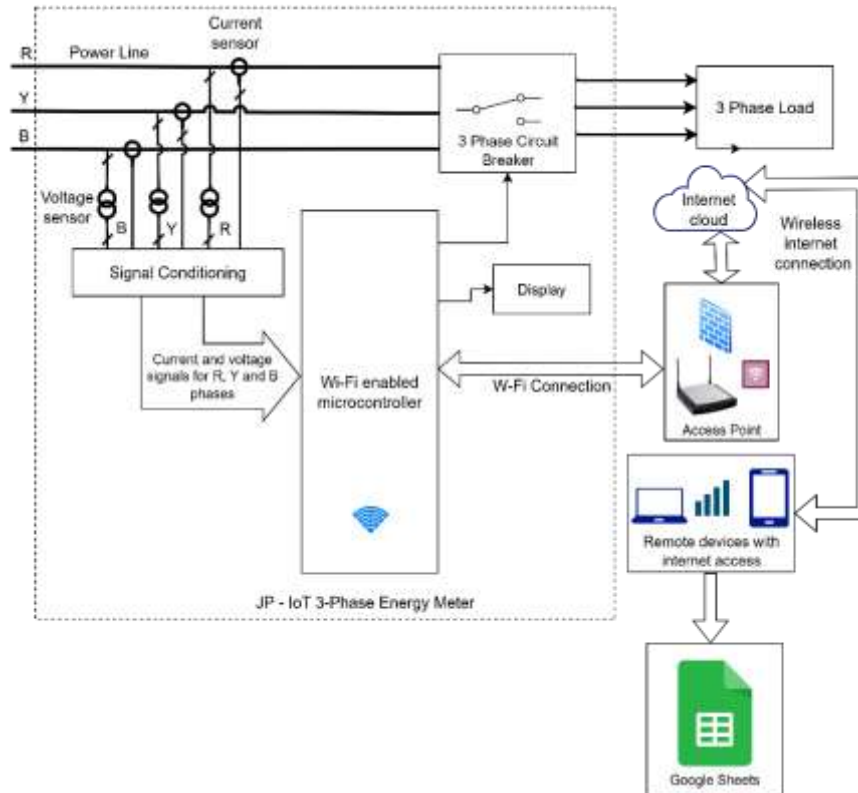 Current
sensor
R
Power Line
Y
B
3 Phase Circuit
Breaker
3 Phase Load
Voltage
sensor
B
Y
R
Signal Conditioning
Internet
cloud
Wireless
internet
connection
Display
Current and voltage
signals for R, Y and B
phases
Wi-Fi enabled
microcontroller
W-Fi Connection
Access Point
Remote devices with
internet access
JP - IoT 3-Phase Energy Meter
Google Sheets